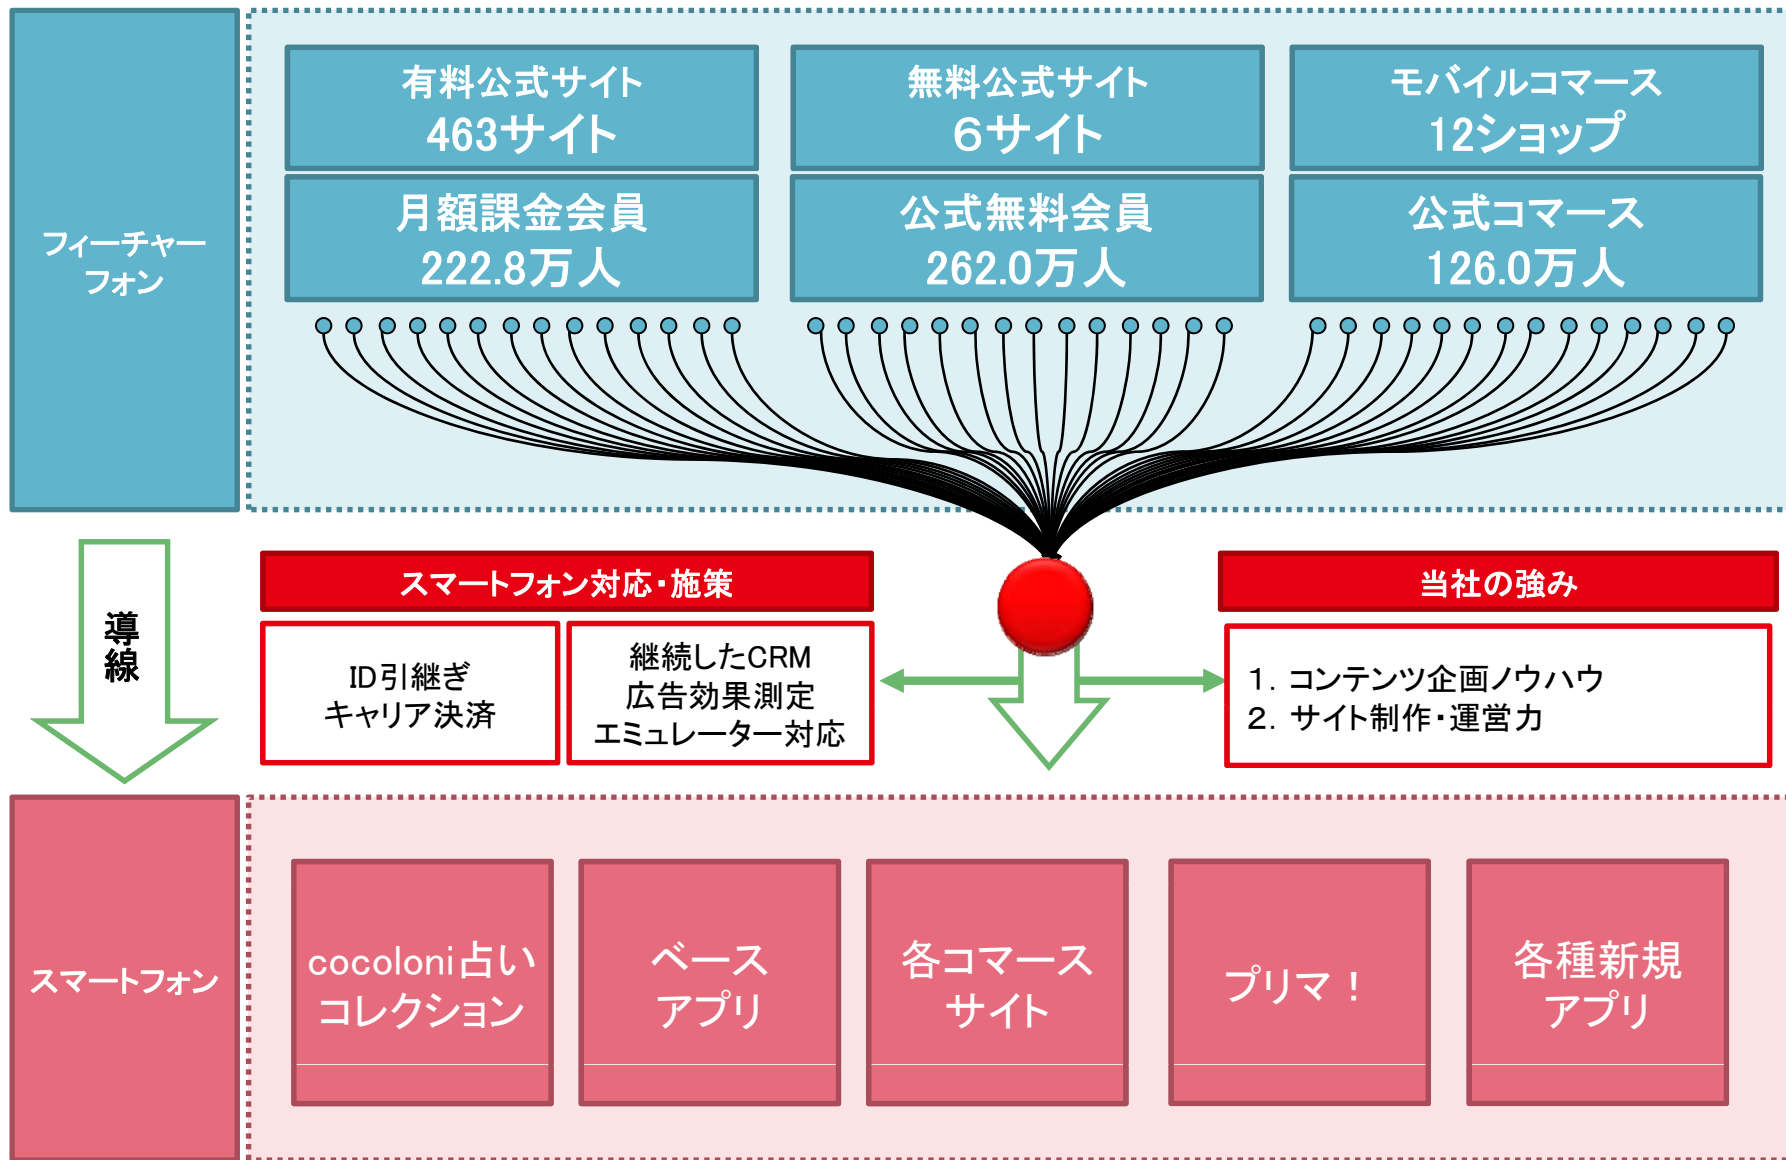 フィーチャー
フォン
有料公式サイト
463サイト
無料公式サイト
６サイト
モバイルコマース
12ショップ
月額課金会員
222.8万人
公式無料会員
262.0万人
公式コマース
126.0万人
導
線
スマートフォン対応・施策
ID引継ぎ
キャリア決済
継続したCRM
広告効果測定
エミュレーター対応
当社の強み
1. コンテンツ企画ノウハウ
2. サイト制作・運営力
スマートフォン
cocoloni占い
コレクション
ベース
アプリ
各コマース
サイト
プリマ！
各種新規
アプリ